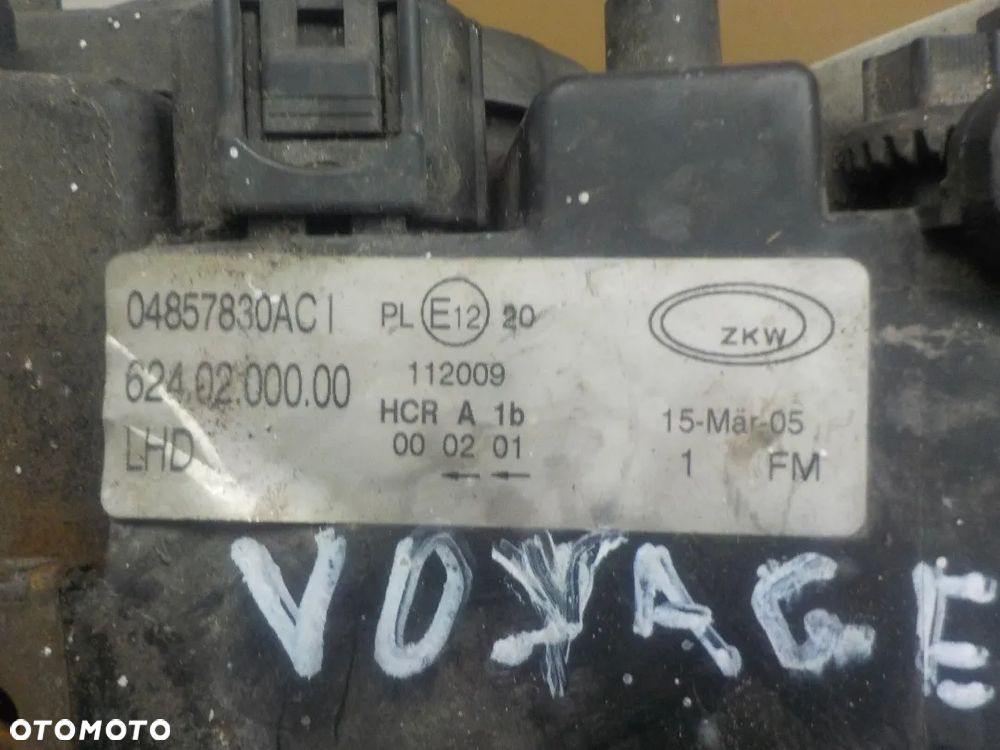 04857830AC I
624.02.000.00
LHD
PL E12 20
112009
HCR A 1b
00 02 01
ZKW
15-Mär-05
1 FM
VOYAGE
OTOMOTO